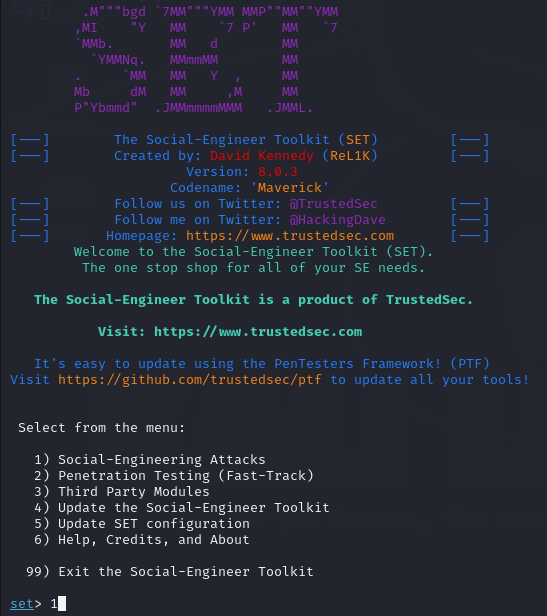 .M"""bgd `7MM"""YMM MMP""MM""YMM
,MI    "Y   MM    `7 P'   MM   `7
`MMb.       MM   d        MM
`YMMNq.   MMmmMM        MM
.     `MM   MM   Y  ,     MM
Mb     dM   MM     ,M     MM
P"Ybmmd"  .JMMmmmmMMM   .JMML.
[---]        The Social-Engineer Toolkit (SET)         [---]
[---]        Created by: David Kennedy (ReL1K)         [---]
Version: 8.0.3
Codename: 'Maverick'
[---]        Follow us on Twitter: @TrustedSec         [---]
[---]        Follow me on Twitter: @HackingDave        [---]
[---]       Homepage: https://www.trustedsec.com       [---]
Welcome to the Social-Engineer Toolkit (SET).
The one stop shop for all of your SE needs.
The Social-Engineer Toolkit is a product of TrustedSec.
Visit: https://www.trustedsec.com
It's easy to update using the PenTesters Framework! (PTF)
Visit https://github.com/trustedsec/ptf to update all your tools!
Select from the menu:
1) Social-Engineering Attacks
2) Penetration Testing (Fast-Track)
3) Third Party Modules
4) Update the Social-Engineer Toolkit
5) Update SET configuration
6) Help, Credits, and About
99) Exit the Social-Engineer Toolkit
set> 1